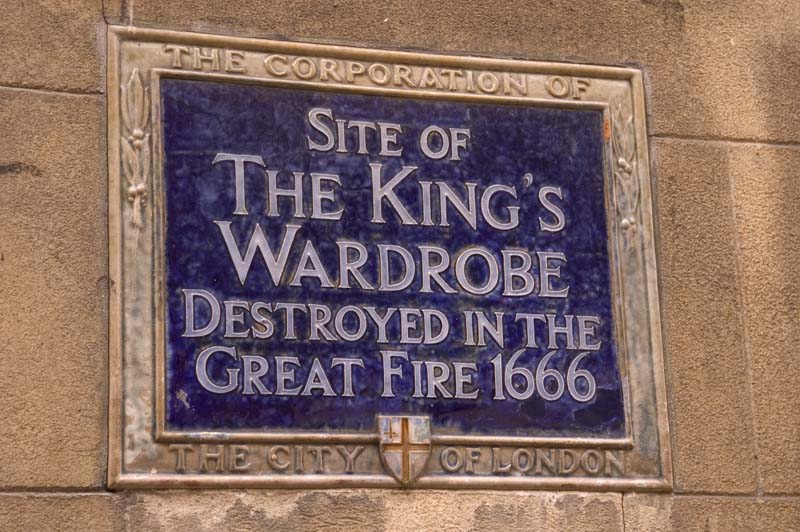 THE CORPORATION OF
SITE OF
THE KING'S
WARDROBE
DESTROYED IN THE
GREAT FIRE 1666
THE CITY OF LONDON